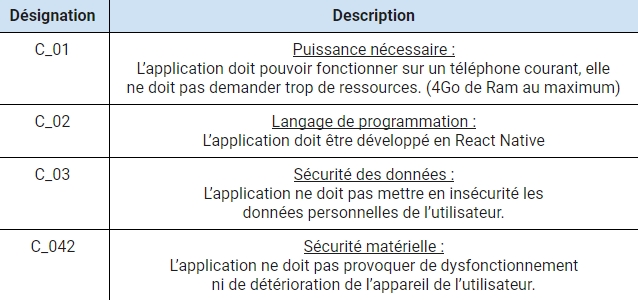 Désignation Description
C_01 Puissance nécessaire :
L’application doit pouvoir fonctionner sur un téléphone courant, elle
ne doit pas demander trop de ressources. (4Go de Ram au maximum)
C_02 Langage de programmation :
L’application doit être développé en React Native
C_03 Sécurité des données :
L’application ne doit pas mettre en insécurité les
données personnelles de l’utilisateur.
C_042 Sécurité matérielle :
L’application ne doit pas provoquer de dysfonctionnement
ni de détérioration de l’appareil de l’utilisateur.